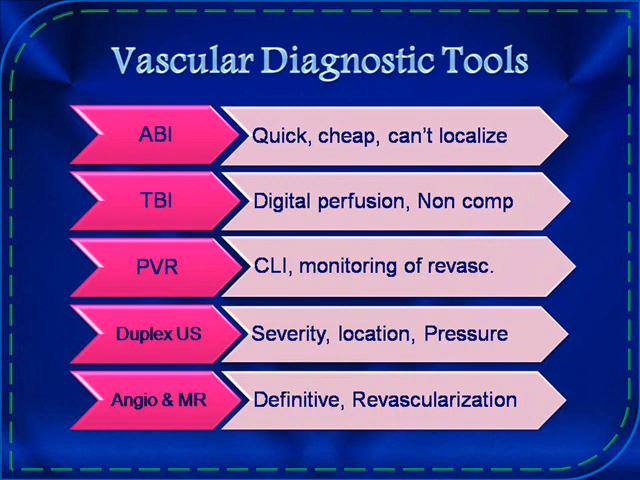 Vascular Diagnostic Tools
ABI
Quick, cheap, can't localize
TBI
Digital perfusion, Non comp
PVR
CLI, monitoring of revasc.
Duplex US
Severity, location, Pressure
Angio & MR
Definitive, Revascularization